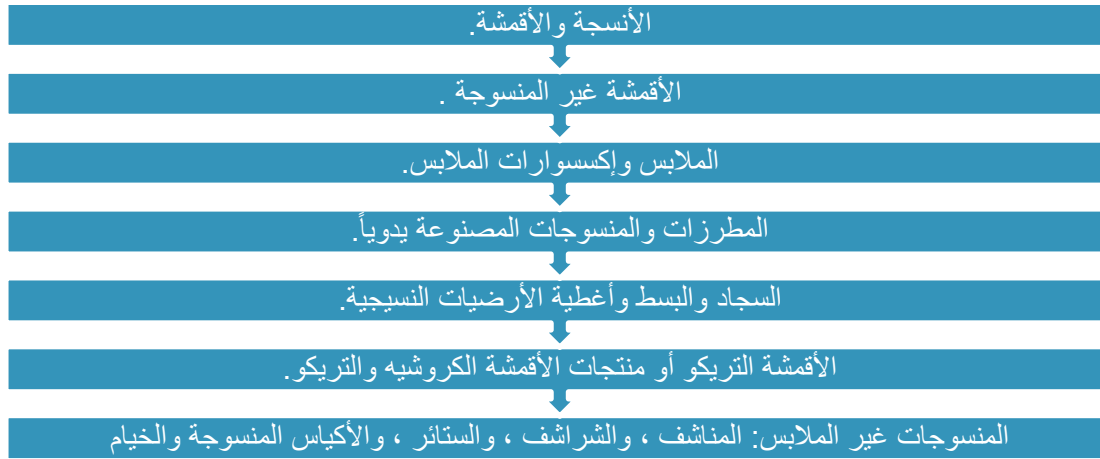 الأنسجة والأقمشة.
الأقمشة غير المنسوجة .
الملابس وإكسسوارات الملابس.
المطرزات والمنسوجات المصنوعة يدوياً.
السجاد والبسط وأغطية الأرضيات النسيجية.
الأقمشة التريكو أو منتجات الأقمشة الكروشيه والتريكو.
المنسوجات غير الملابس: المناشف ، والشراشف ، والستائر ، والأكياس المنسوجة والخيام